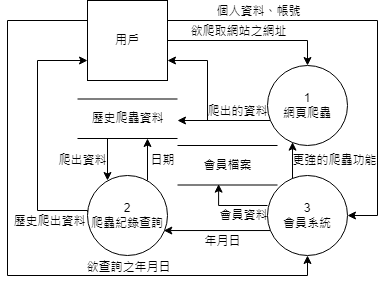 個人資料、帳號
欲爬取網站之網址
用戶
1
網頁爬蟲
爬出的資料
歷史爬蟲資料
爬出資料
日期
會員檔案
更強的爬蟲功能
2
爬蟲紀錄查詢
歷史爬出資料
會員資料
3
會員系統
年月日
欲查詢之年月日